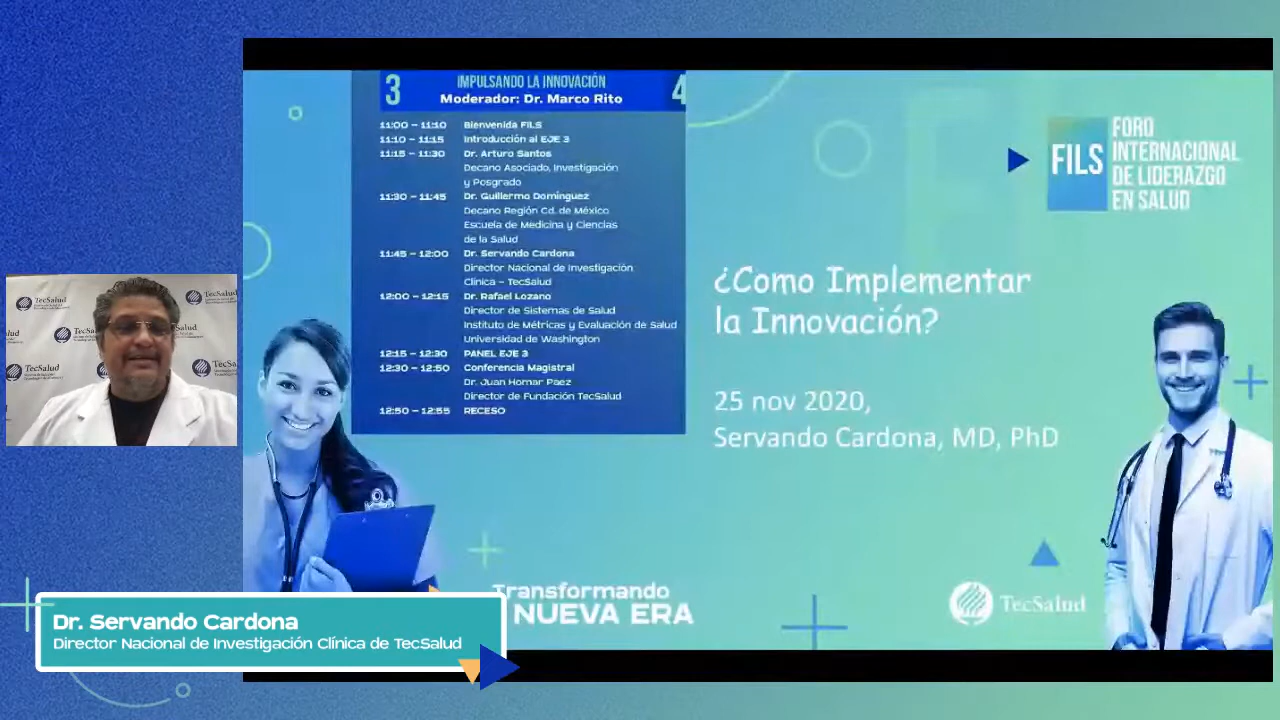 3 IMPULSANDO LA INNOVACIÓN 4
Moderador: Dr. Marco Rito
11:00 – 11:10 Bienvenida FILS
11:10 – 11:15 Introducción al EJE 3
11:15 – 11:30 Dr. Arturo Santos
Decano Asociado, Investigación
y Posgrado
11:30 – 11:45 Dr. Guillermo Domínguez
Decano Región Cd. de México
Escuela de Medicina y Ciencias
de la Salud
11:45 – 12:00 Dr. Servando Cardona
Director Nacional de Investigación
Clínica – TecSalud
12:00 – 12:15 Dr. Rafael Lozano
Director de Sistemas de Salud
Instituto de Métricas y Evaluación de Salud
Universidad de Washington
12:15 – 12:30 PANEL EJE 3
12:30 – 12:50 Conferencia Magistral
Dr. Juan Homar Paez
Director de Fundación TecSalud
12:50 – 12:55 RECESO
FILS
FORO
INTERNACIONAL
DE LIDERAZGO
EN SALUD
¿Como Implementar
la Innovación?
25 nov 2020,
Servando Cardona, MD, PhD
TecSalud
TecSalud
TecSalud
TecSalud
Transformando
NUEVA ERA
TecSalud
Dr. Servando Cardona
Director Nacional de Investigación Clínica de TecSalud